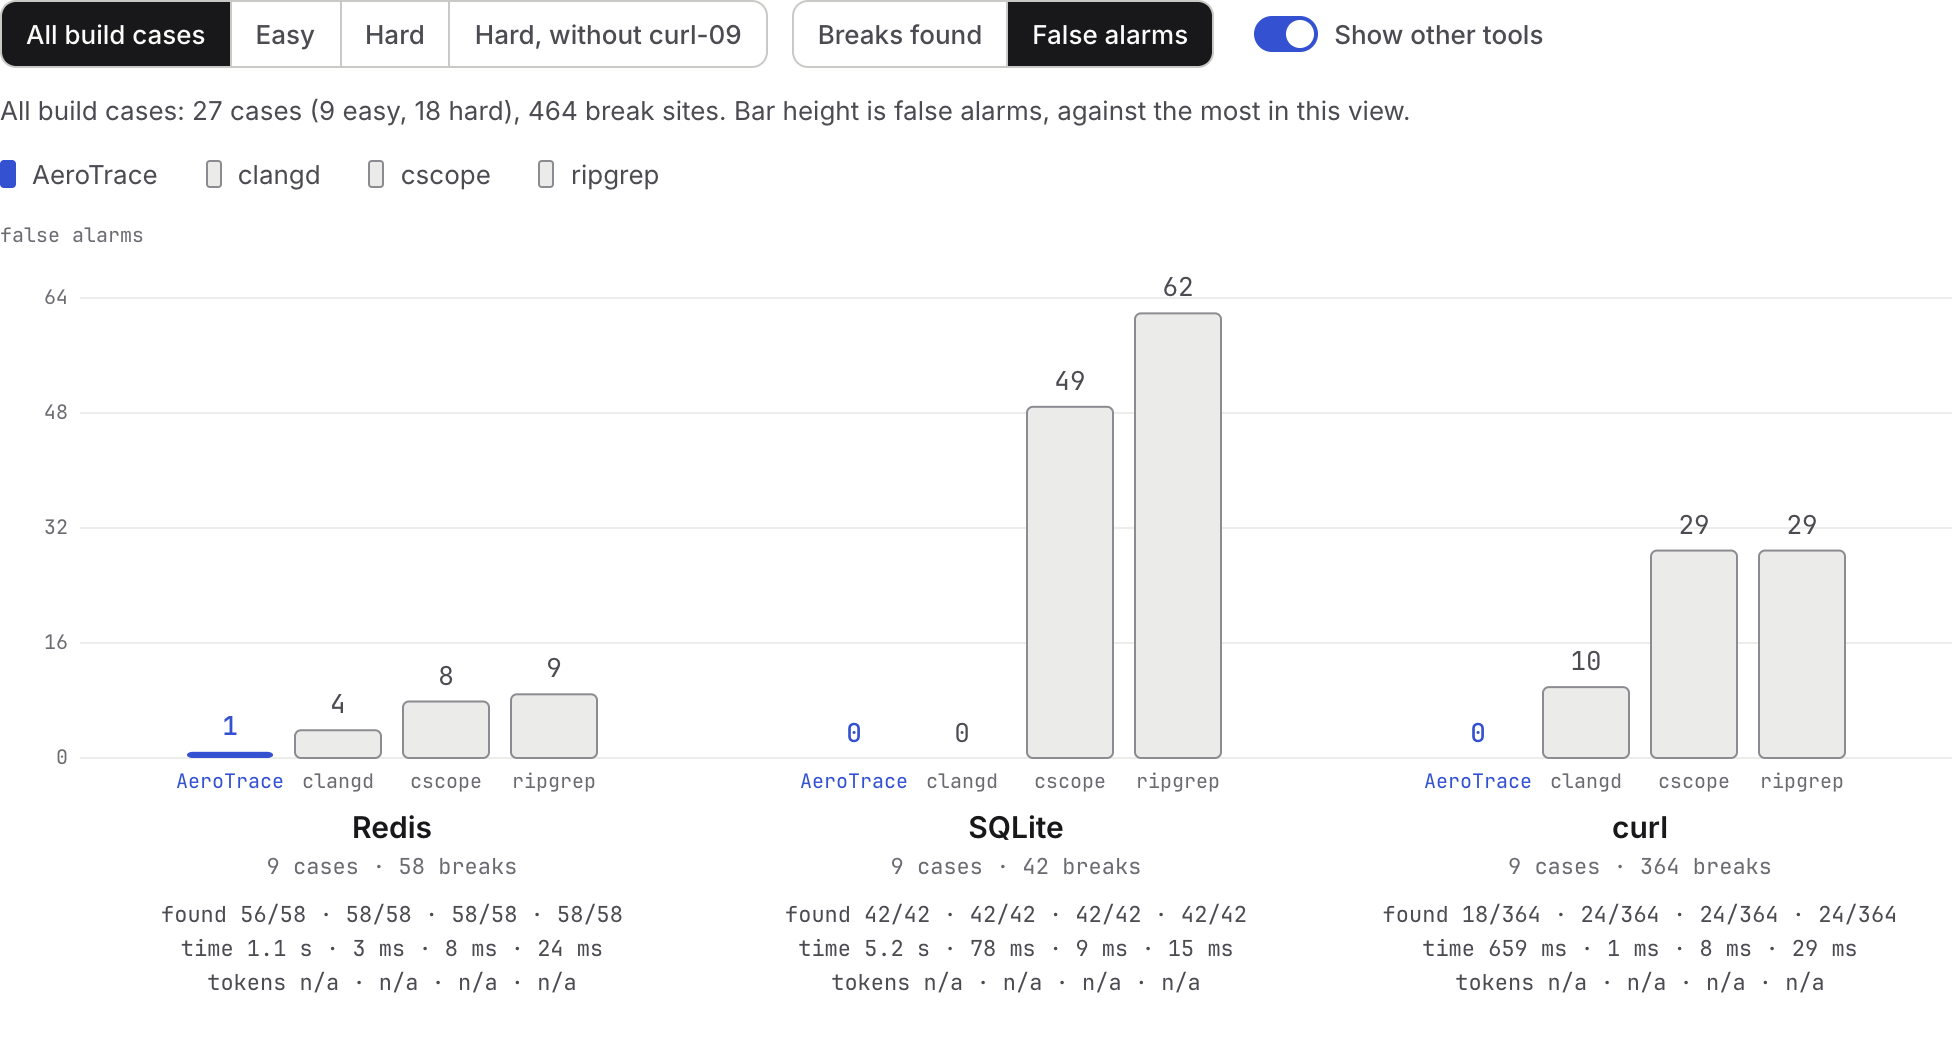 All build cases Easy Hard Hard, without curl-09 Breaks found False alarms Show other tools
All build cases: 27 cases (9 easy, 18 hard), 464 break sites. Bar height is false alarms, against the most in this view.
AeroTrace clangd cscope ripgrep
false alarms
64
48
32
16
0
1 4 8 9
0 0 49 62
0 10 29 29
AeroTrace clangd cscope ripgrep
AeroTrace clangd cscope ripgrep
AeroTrace clangd cscope ripgrep
Redis
9 cases · 58 breaks
found 56/58 · 58/58 · 58/58 · 58/58
time 1.1 s · 3 ms · 8 ms · 24 ms
tokens n/a · n/a · n/a · n/a
SQLite
9 cases · 42 breaks
found 42/42 · 42/42 · 42/42 · 42/42
time 5.2 s · 78 ms · 9 ms · 15 ms
tokens n/a · n/a · n/a · n/a
curl
9 cases · 364 breaks
found 18/364 · 24/364 · 24/364 · 24/364
time 659 ms · 1 ms · 8 ms · 29 ms
tokens n/a · n/a · n/a · n/a